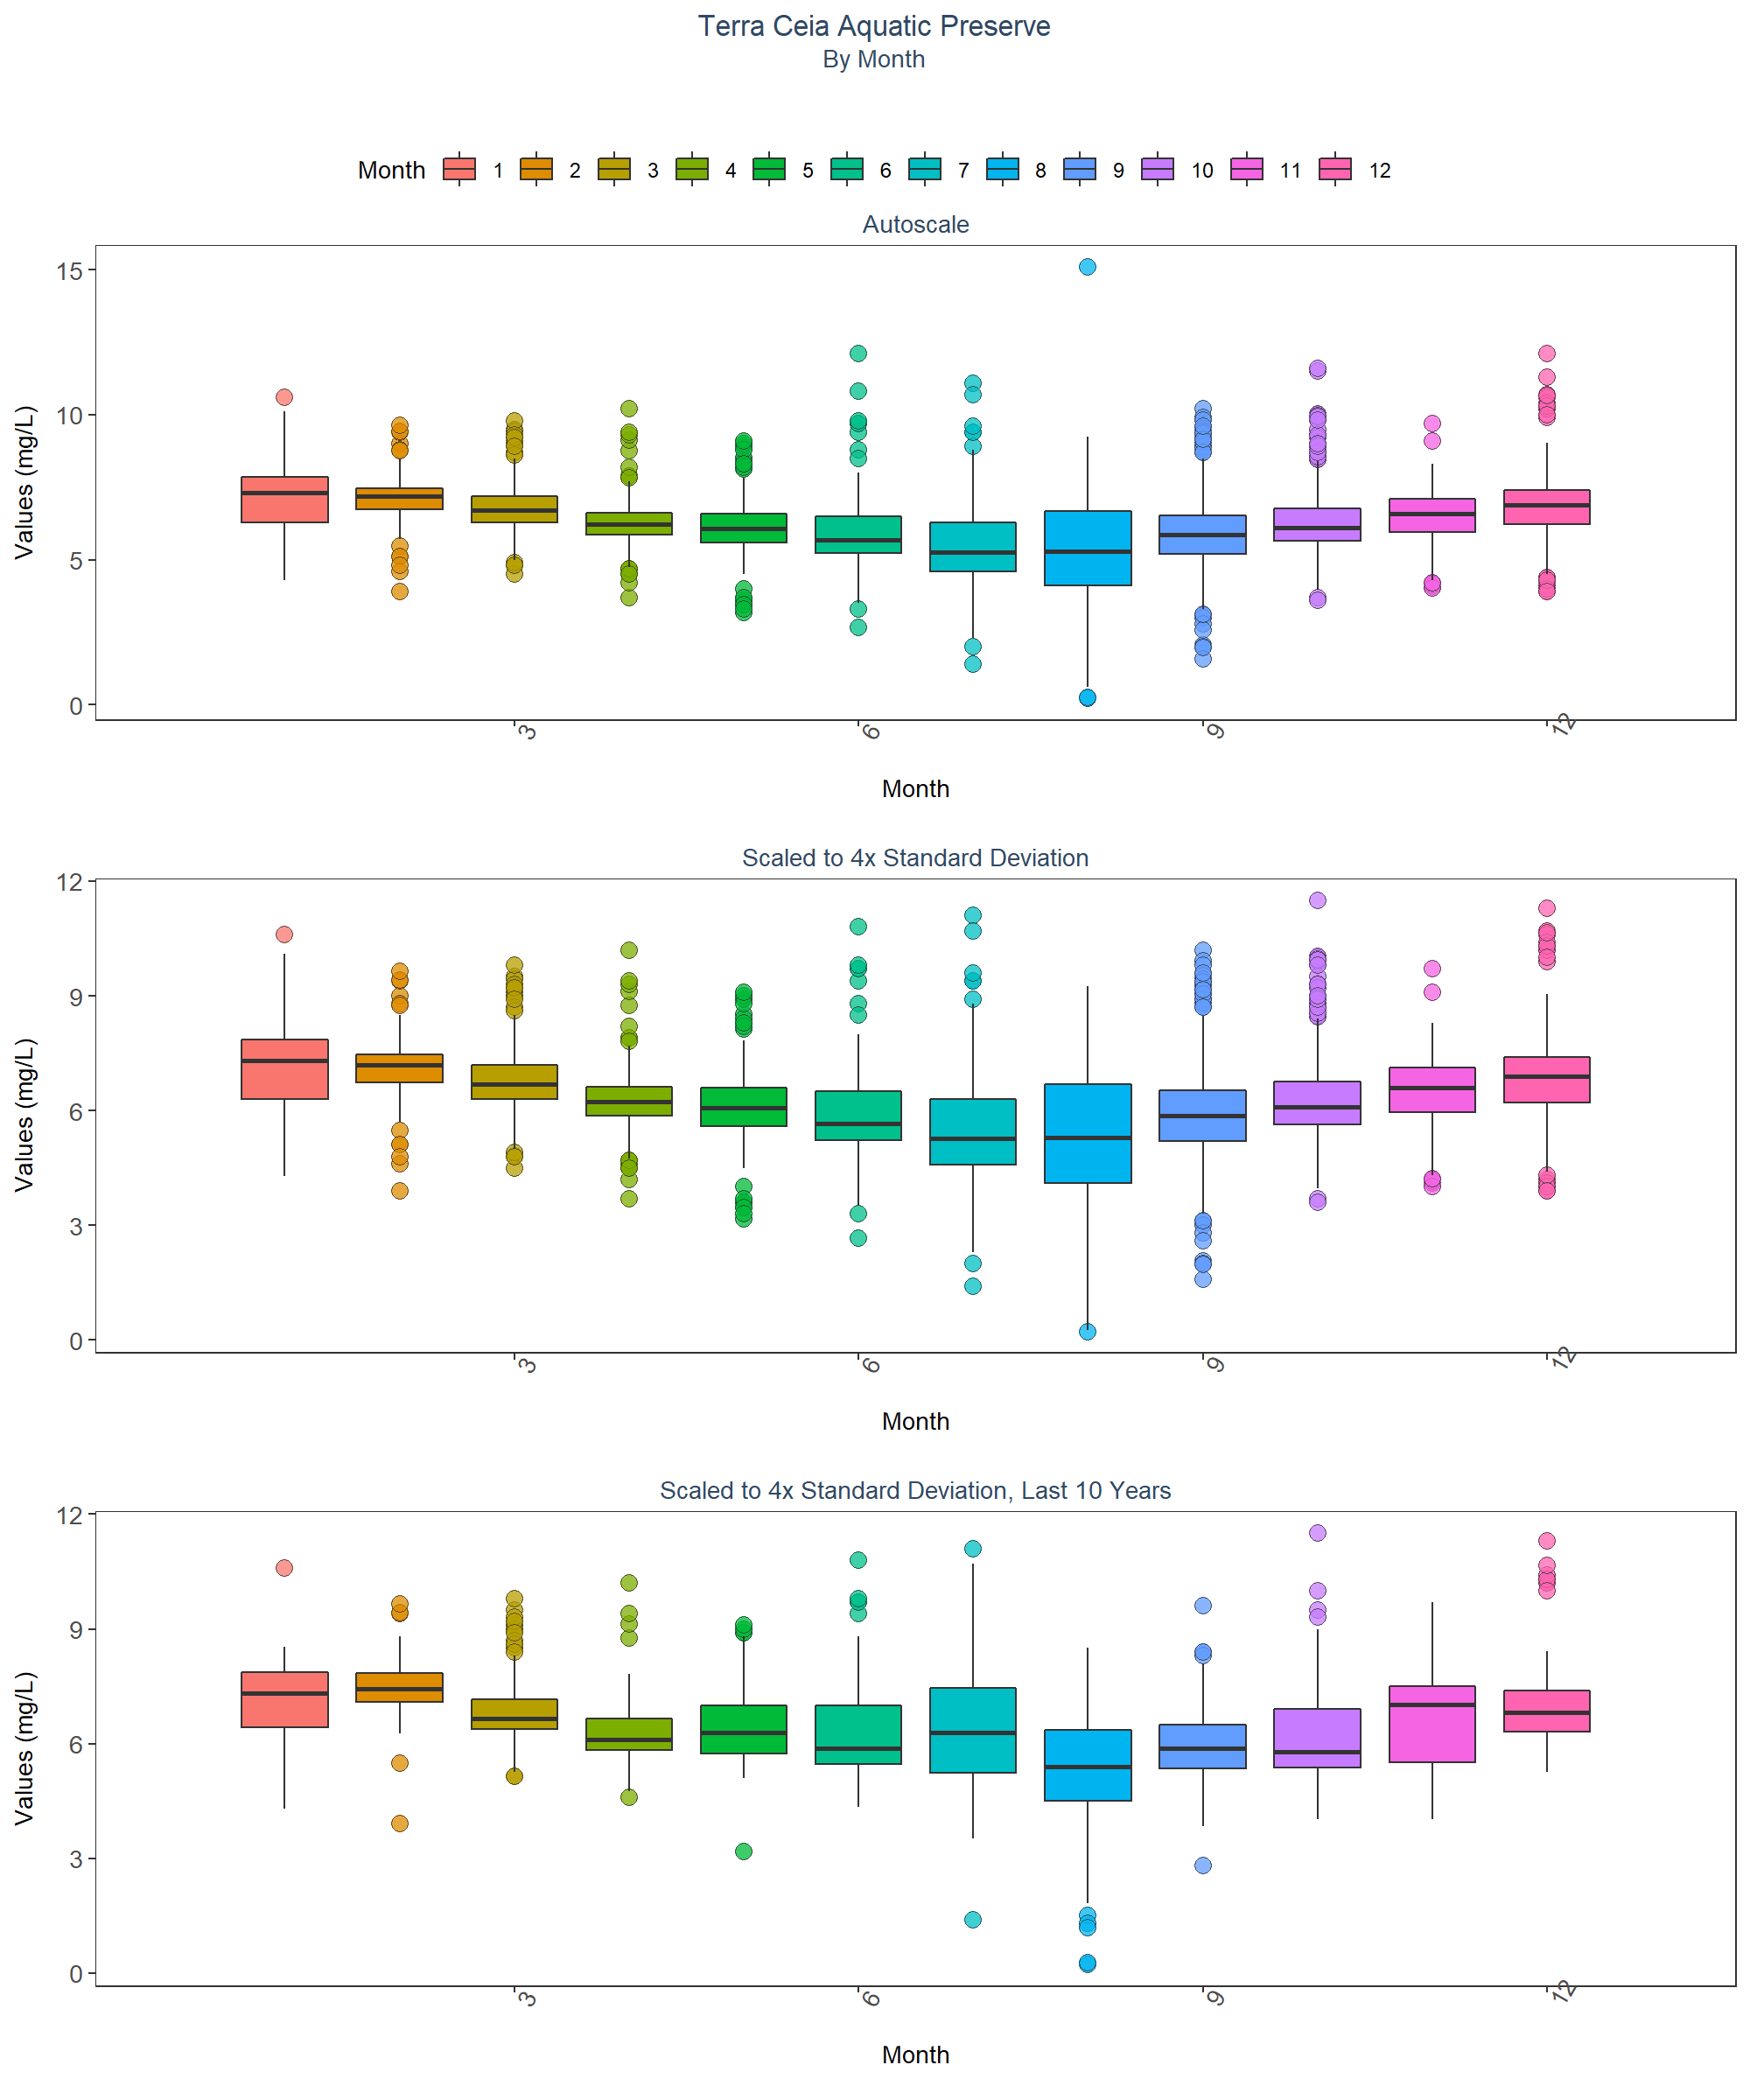 Terra Ceia Aquatic Preserve
By Month
Month 1 2 3 4 5 6 7 8 9 10 11 12
Autoscale
Values (mg/L)
15
10
5
0
3 6 9 12
Month
Scaled to 4x Standard Deviation
Values (mg/L)
12
9
6
3
0
3 6 9 12
Month
Scaled to 4x Standard Deviation, Last 10 Years
Values (mg/L)
12
9
6
3
0
3 6 9 12
Month